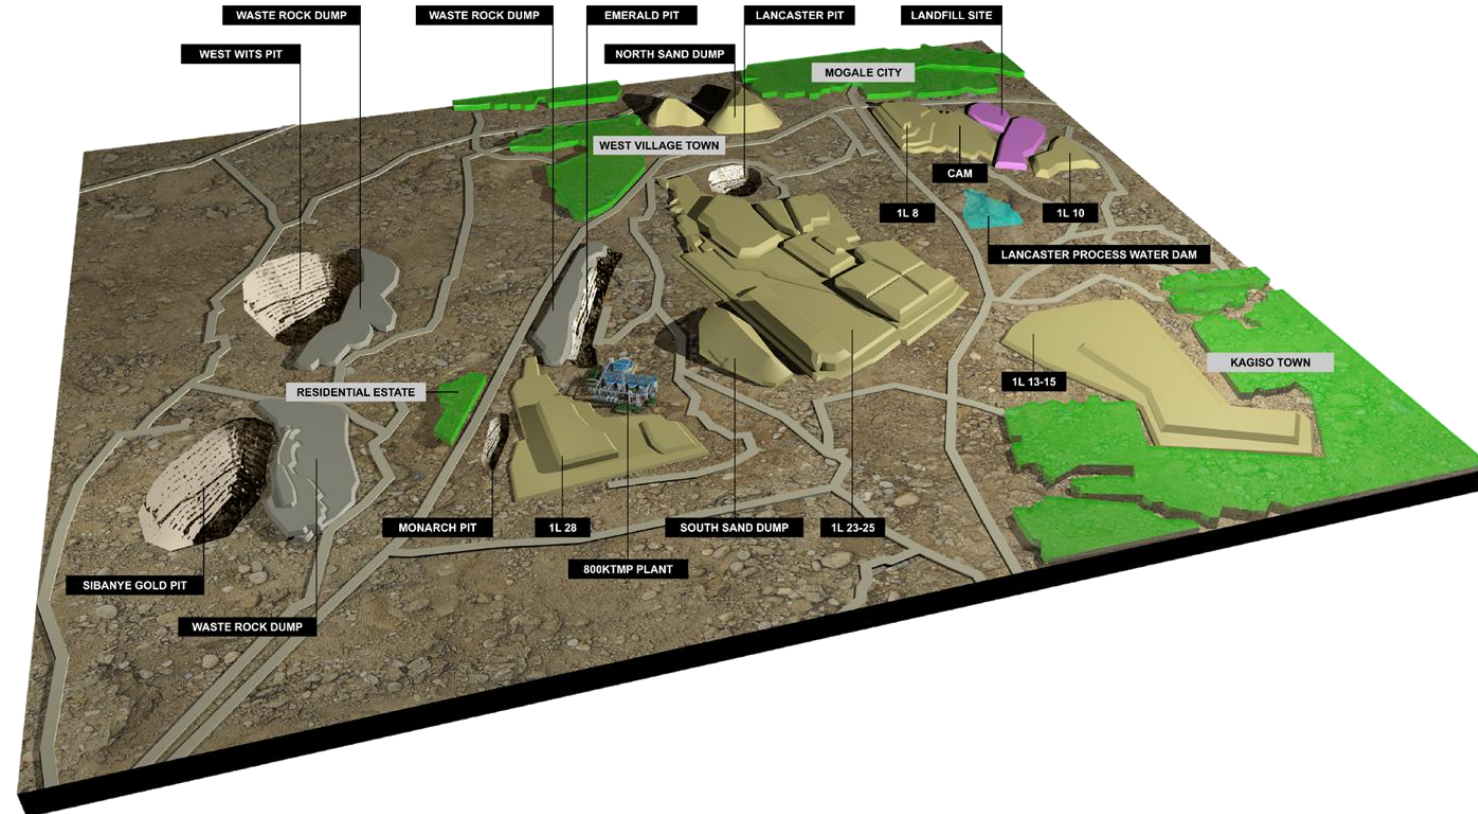 WASTE ROCK DUMP
WASTE ROCK DUMP
EMERALD PIT
LANCASTER PIT
LANDFILL SITE
WEST WITS PIT
NORTH SAND DUMP
MOGALE CITY
WEST VILLAGE TOWN
CAM
1L 8
1L 10
LANCASTER PROCESS WATER DAM
KAGISO TOWN
1L 13-15
RESIDENTIAL ESTATE
MONARCH PIT
1L 28
SOUTH SAND DUMP
1L 23-25
800KTMP PLANT
SIBANYE GOLD PIT
WASTE ROCK DUMP